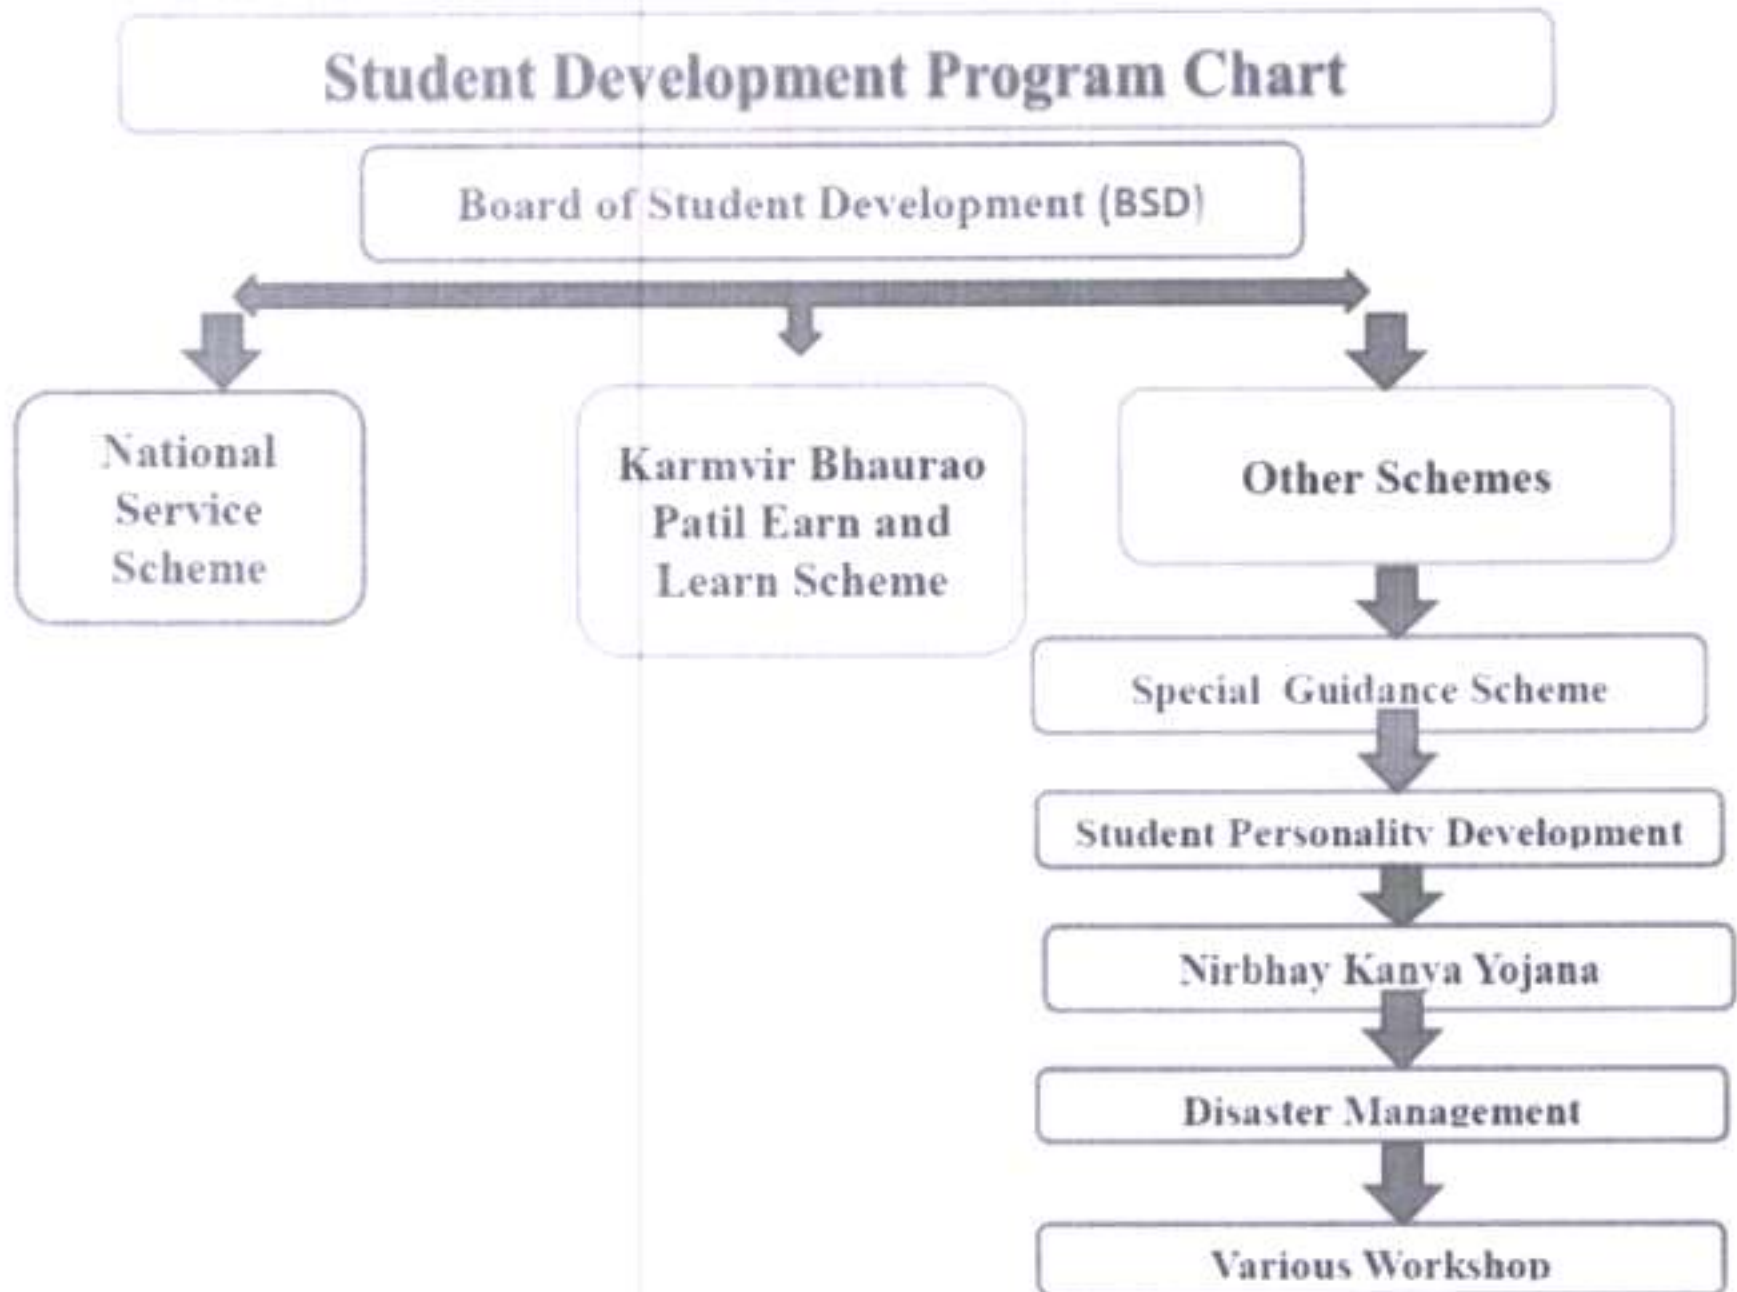 Student Development Program Chart
Board of Student Development (BSD)
National
Service
Scheme
Karmvir Bhaurao
Patil Earn and
Learn Scheme
Other Schemes
Special Guidance Scheme
Student Personality Development
Nirbhay Kanya Yojana
Disaster Management
Various Workshop